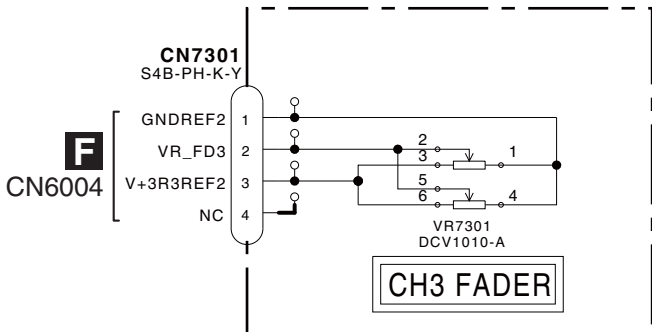 CN7301
S4B-PH-K-Y
GNDREF2 1
VR_FD3 2
V+3R3REF2 3
NC 4
F
CN6004
2
3
1
5
6
4
VR7301
DCV1010-A
CH3 FADER